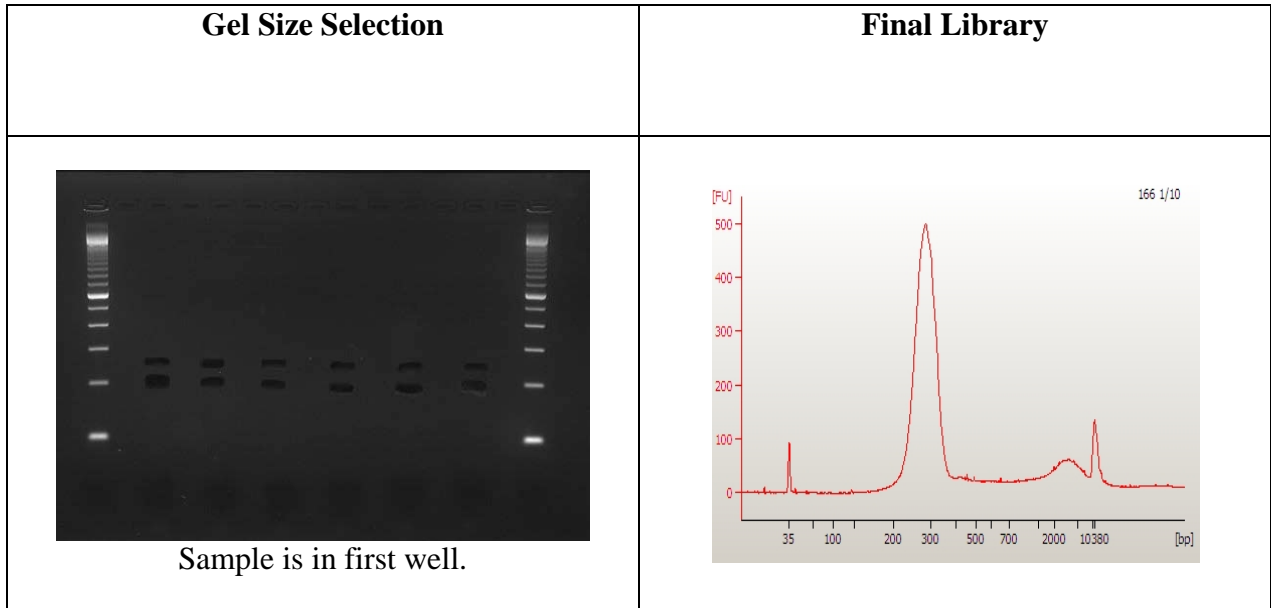 Gel Size Selection
Final Library
Sample is in first well.
[FU]
166 1/10
500
400
300
200
100
0
35 100 200 300 500 700 2000 10380 [bp]